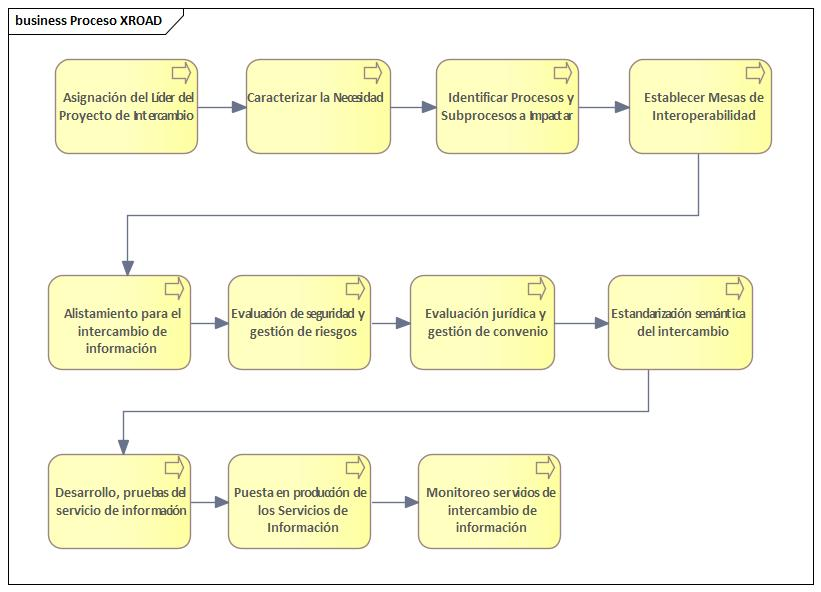 business Proceso XROAD
Asignación del Líder del
Proyecto de Intercambio
Caracterizar la Necesidad
Identificar Procesos y
Subprocesos a Impactar
Establecer Mesas de
Interoperabilidad
Alistamiento para el
intercambio de
información
Evaluación de seguridad y
gestión de riesgos
Evaluación jurídica y
gestión de convenio
Estandarización semántica
del intercambio
Desarrollo, pruebas del
servicio de información
Puesta en producción de
los Servicios de
Información
Monitoreo servicios de
intercambio de
información